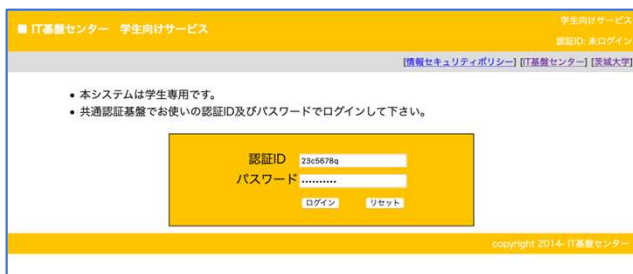 ■ IT基盤センター　学生向けサービス
学生向けサービス
認証ID: 未ログイン
[情報セキュリティポリシー] [IT基盤センター] [茨城大学]
• 本システムは学生専用です。
• 共通認証基盤でお使いの認証ID及びパスワードでログインして下さい。
認証ID 23c5678q
パスワード ••••••••••
ログイン リセット
copyright 2014- IT基盤センター